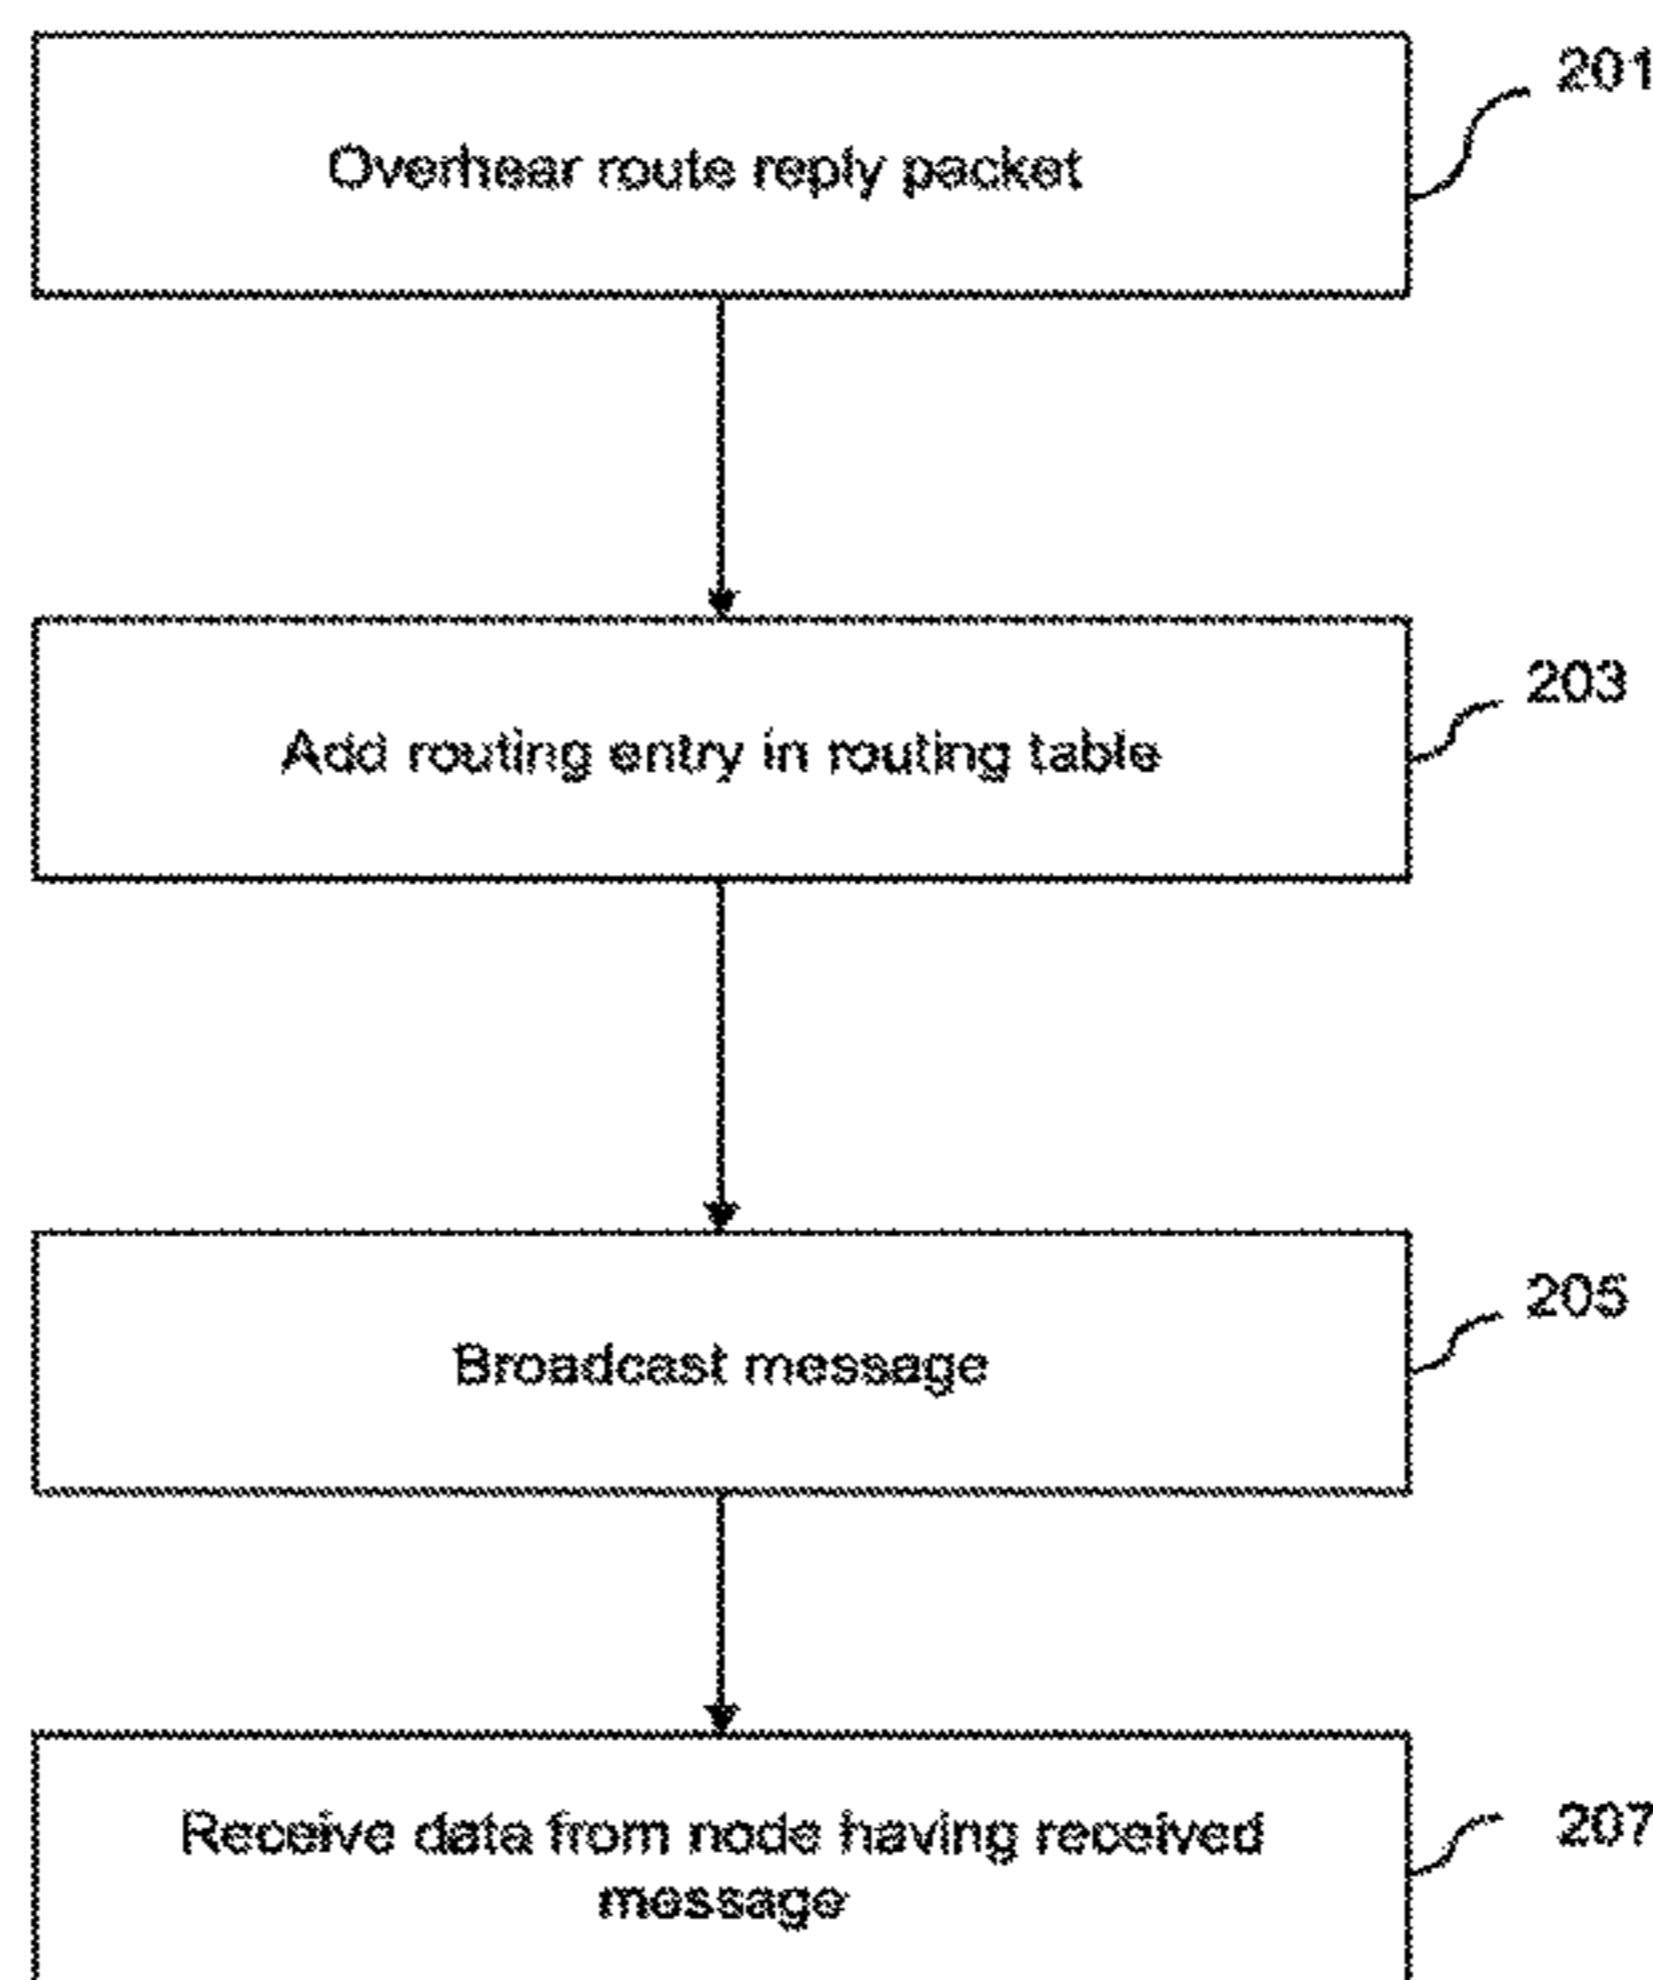 201
Overhear route reply packet
203
Add routing entry in routing table
205
Broadcast message
207
Receive data from node having received
message